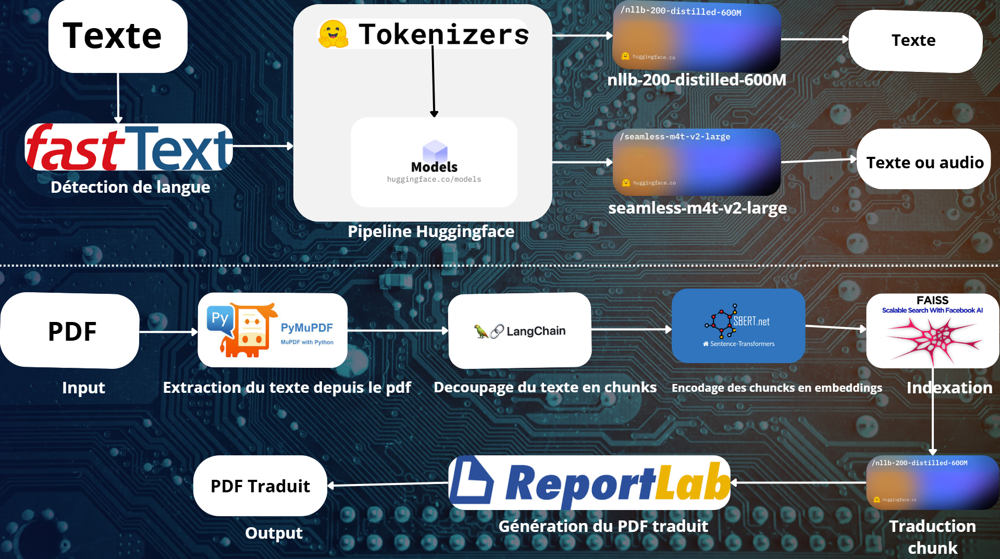 Texte
Tokenizers
/nllb-200-distilled-600M
huggingface.co
nllb-200-distilled-600M
Texte
fastText
Détection de langue
Models
huggingface.co/models
Pipeline Huggingface
/seamless-m4t-v2-large
huggingface.co
seamless-m4t-v2-large
Texte ou audio
PDF
Input
Py
PyMuPDF
MuPDF with Python
Extraction du texte depuis le pdf
LangChain
Decoupage du texte en chunks
SBERT.net
Sentence-Transformers
Encodage des chuncks en embeddings
FAISS
Scalable Search With Facebook AI
Indexation
/nllb-200-distilled-600M
huggingface.co
Traduction
chunk
ReportLab
Génération du PDF traduit
PDF Traduit
Output